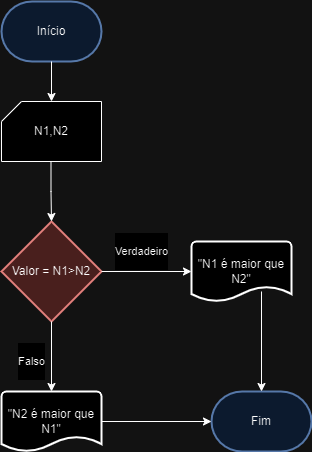 Início
N1,N2
Valor = N1>N2
Verdadeiro
"N1 é maior que
N2"
Falso
"N2 é maior que
N1"
Fim